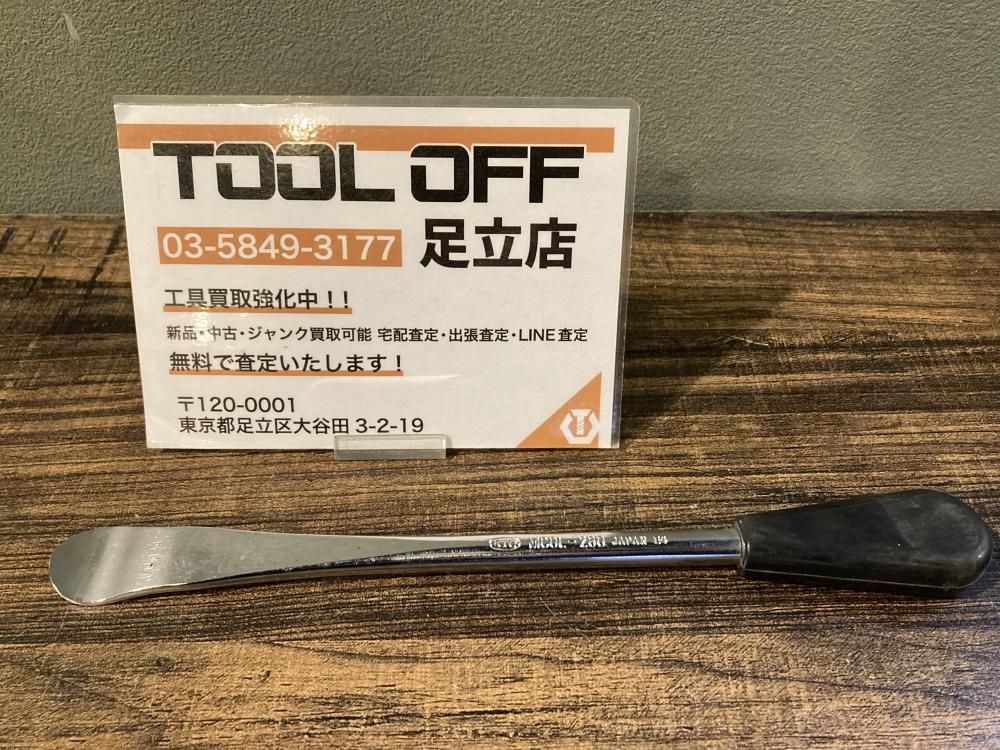 TOOL OFF
03-5849-3177 足立店
工具買取強化中！！
新品・中古・ジャンク買取可能 宅配査定・出張査定・LINE査定
無料で査定いたします！
〒120-0001
東京都足立区大谷田 3-2-19
JAPAN